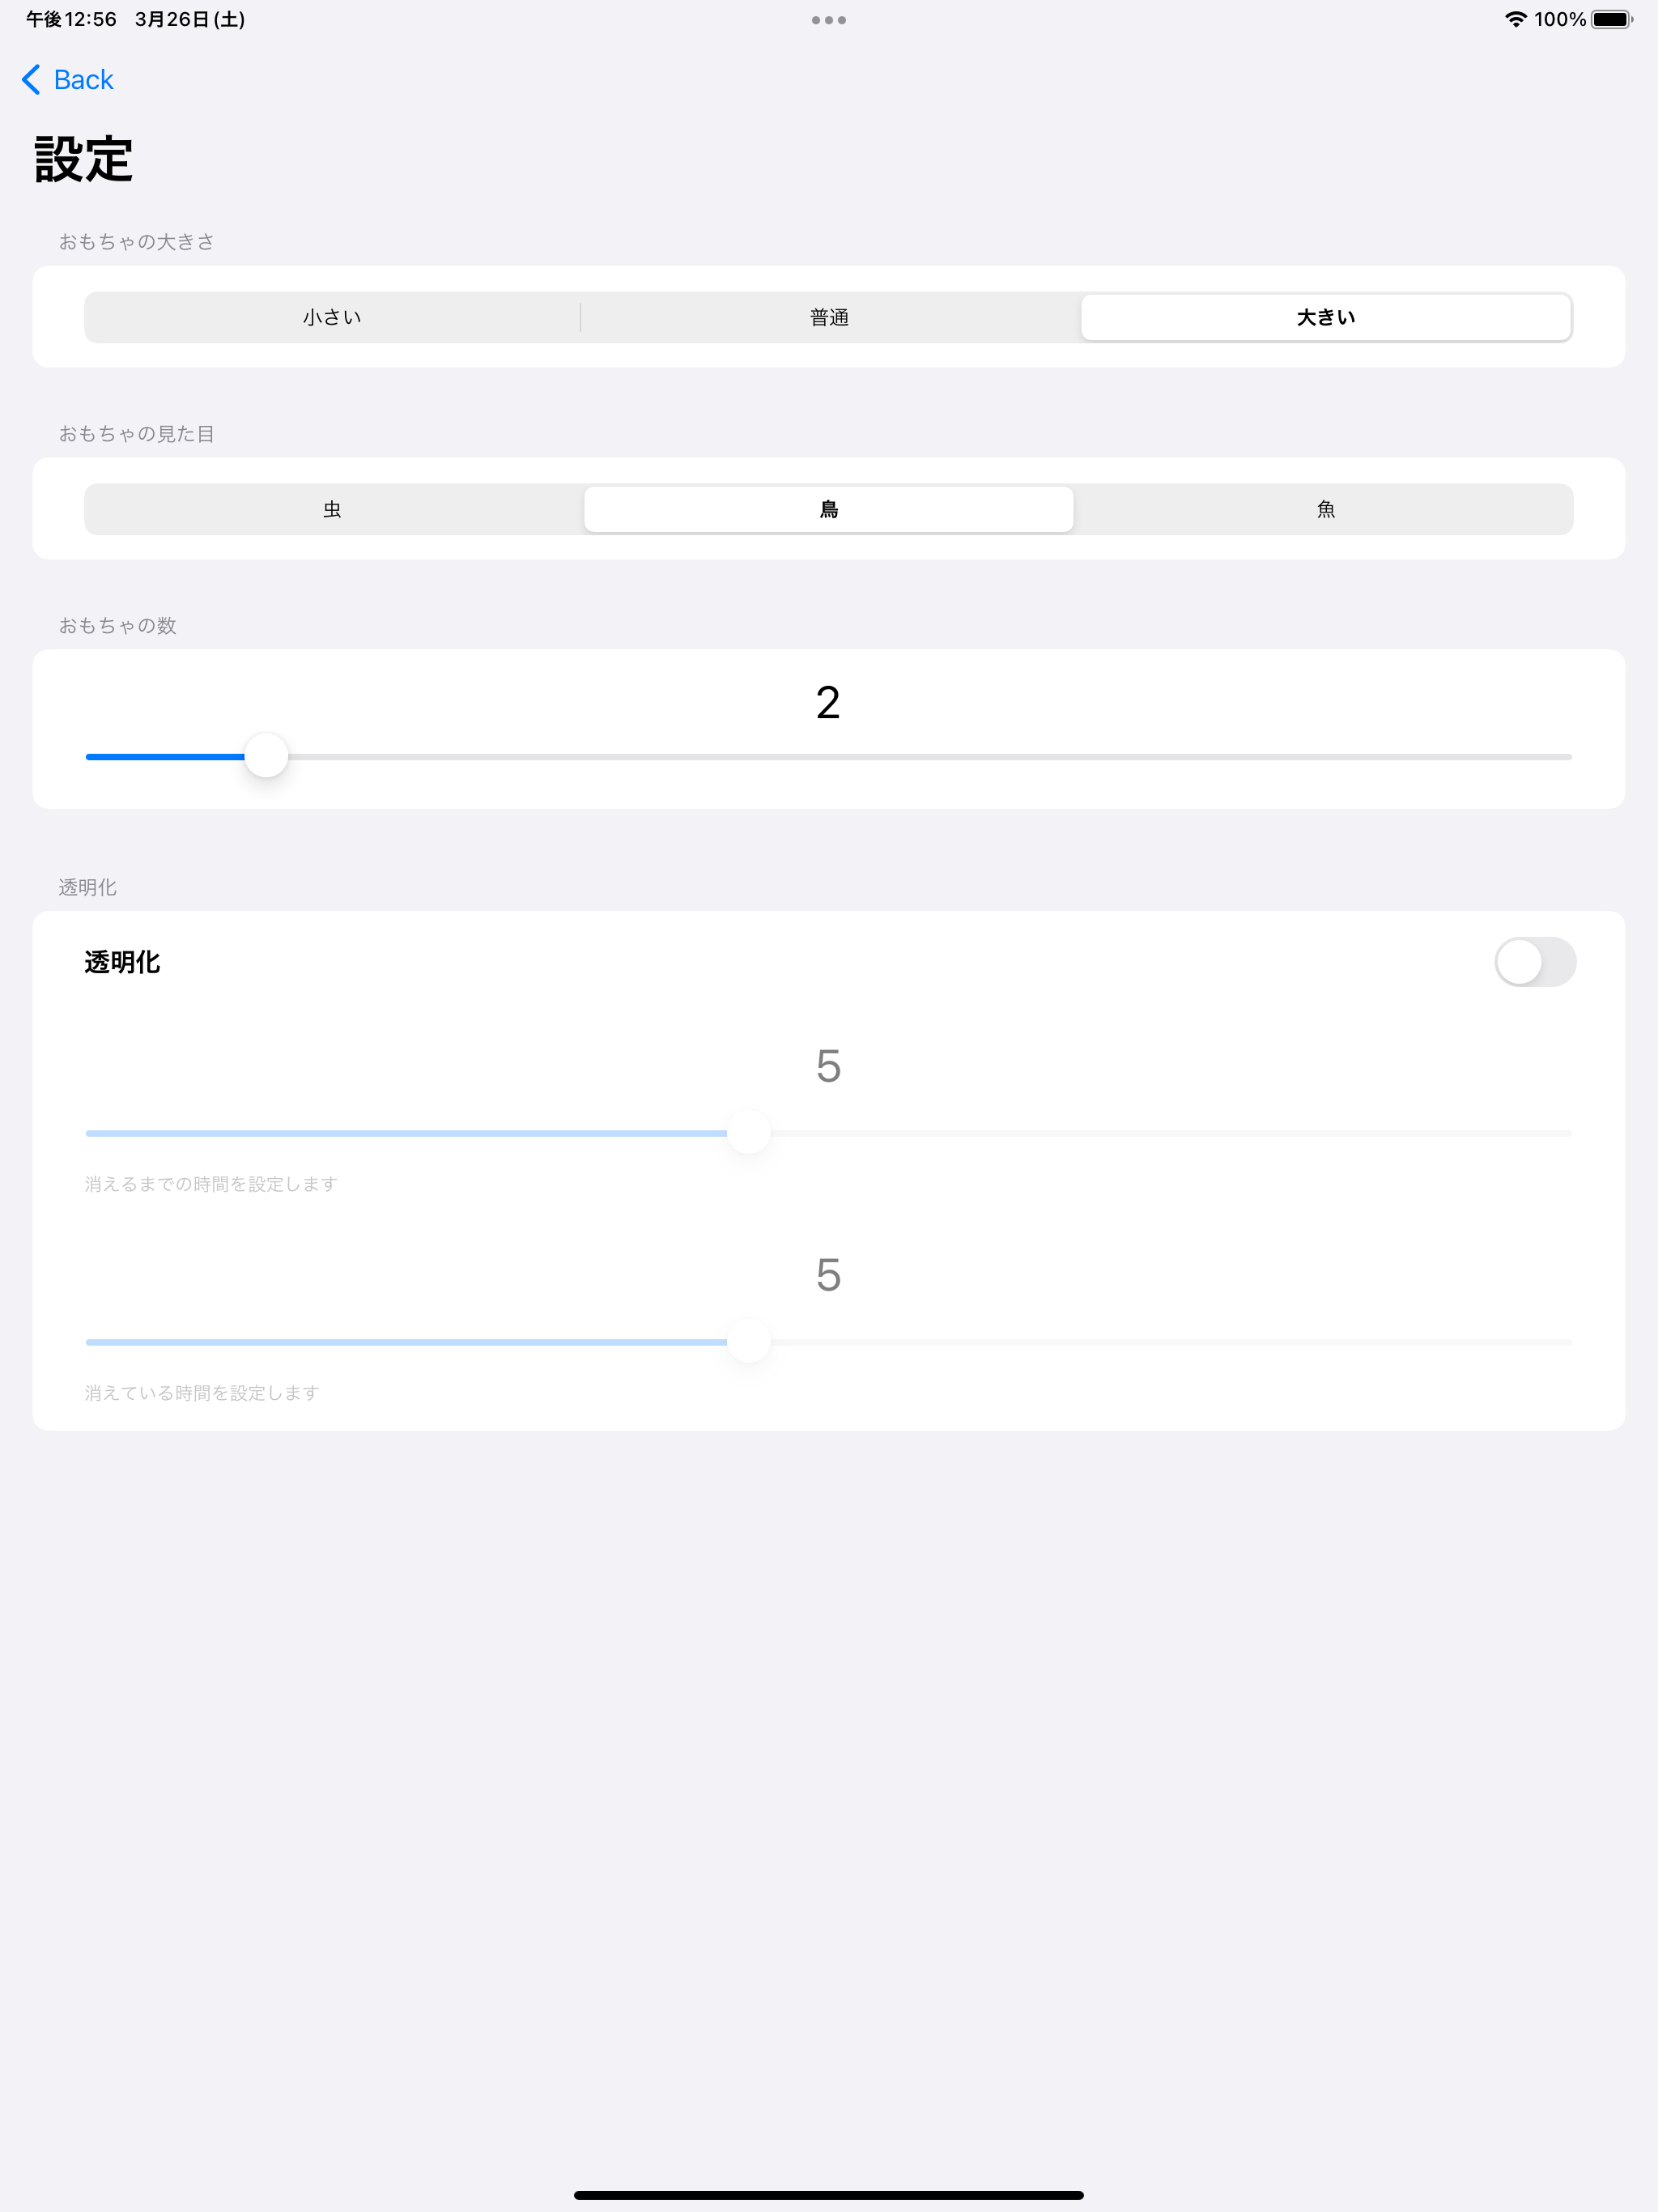 午後12:56 3月26日(土)
100%
Back
設定
おもちゃの大きさ
小さい 普通 大きい
おもちゃの見た目
虫 鳥 魚
おもちゃの数
2
透明化
透明化
5
消えるまでの時間を設定します
5
消えている時間を設定します